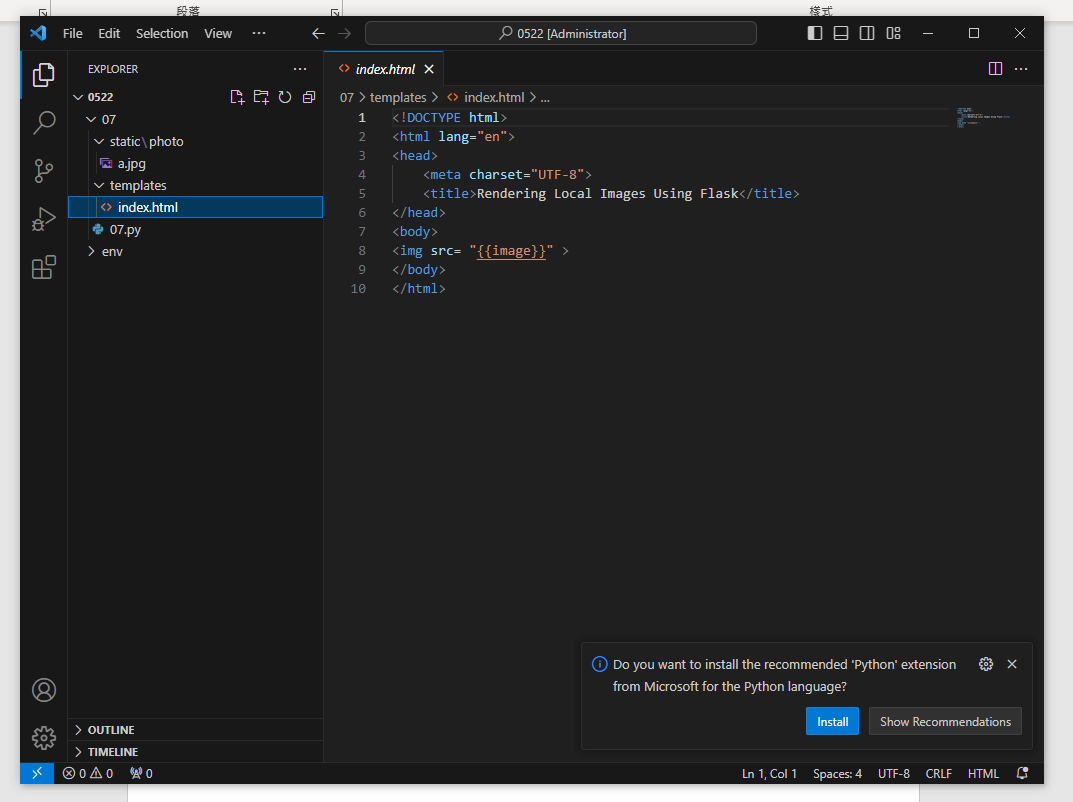 段落
樣式
File Edit Selection View ··· 0522 [Administrator]
EXPLORER ···
0522
07
static\photo
a.jpg
templates
index.html
07.py
env
OUTLINE
TIMELINE
index.html
07 > templates > index.html > ...
1 <!DOCTYPE html>
2 <html lang="en">
3 <head>
4 <meta charset="UTF-8">
5 <title>Rendering Local Images Using Flask</title>
6 </head>
7 <body>
8 <img src= "{{image}}" >
9 </body>
10 </html>
Do you want to install the recommended 'Python' extension
from Microsoft for the Python language?
Install Show Recommendations
0 0 0 Ln 1, Col 1 Spaces: 4 UTF-8 CRLF HTML